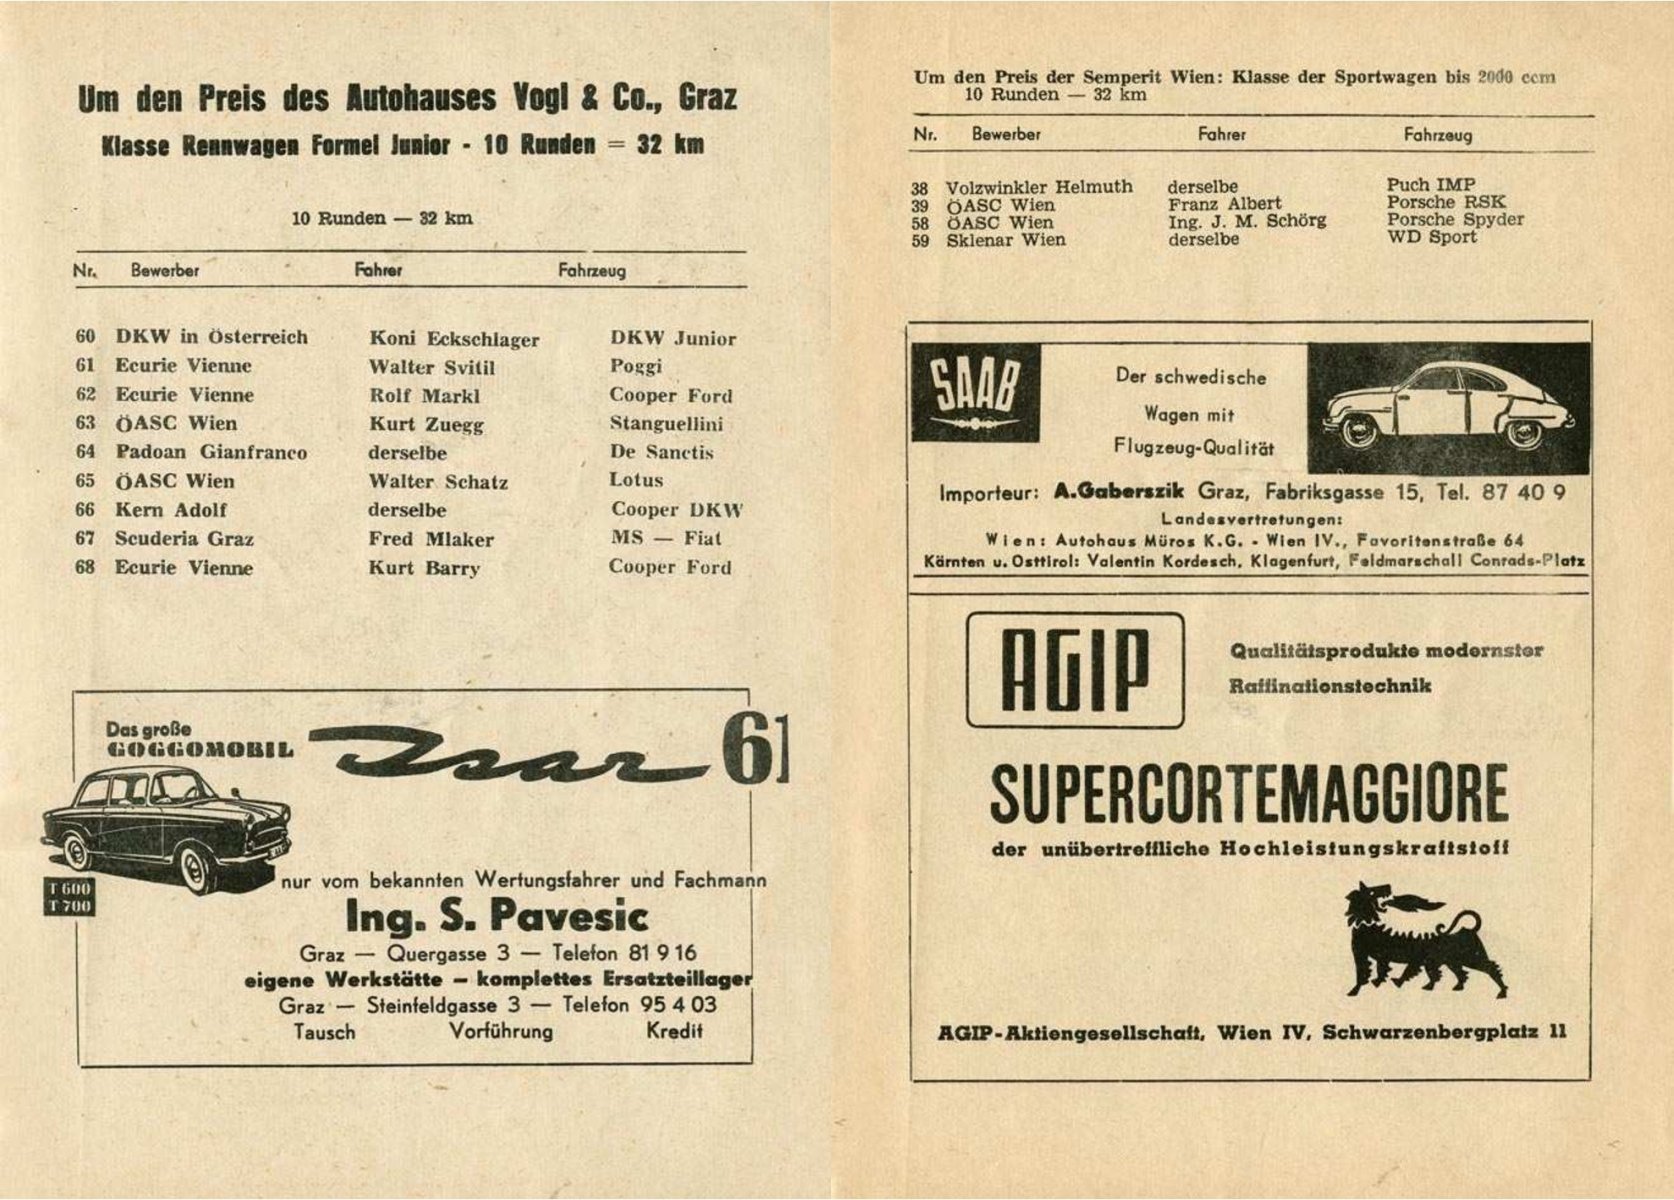 Um den Preis des Autohauses Vogl & Co., Graz
Klasse Rennwagen Formel Junior - 10 Runden = 32 km
10 Runden — 32 km
Nr. Bewerber Fahrer Fahrzeug
60 DKW in Österreich Koni Eckschlager DKW Junior
61 Ecurie Vienne Walter Svitil Poggi
62 Ecurie Vienne Rolf Markl Cooper Ford
63 ÖASC Wien Kurt Zuegg Stanguellini
64 Padoan Gianfranco derselbe De Sanctis
65 ÖASC Wien Walter Schatz Lotus
66 Kern Adolf derselbe Cooper DKW
67 Scuderia Graz Fred Mlaker MS — Fiat
68 Ecurie Vienne Kurt Barry Cooper Ford
Das große
GOGGOMOBIL Isar 61
T 600
T 700
nur vom bekannten Wertungsfahrer und Fachmann
Ing. S. Pavesic
Graz — Quergasse 3 — Telefon 81 9 16
eigene Werkstätte – komplettes Ersatzteillager
Graz — Steinfeldgasse 3 — Telefon 95 4 03
Tausch Vorführung Kredit
Um den Preis der Semperit Wien: Klasse der Sportwagen bis 2000 ccm
10 Runden — 32 km
Nr. Bewerber Fahrer Fahrzeug
38 Volzwinkler Helmuth derselbe Puch IMP
39 ÖASC Wien Franz Albert Porsche RSK
58 ÖASC Wien Ing. J. M. Schörg Porsche Spyder
59 Sklenar Wien derselbe WD Sport
SAAB
Der schwedische
Wagen mit
Flugzeug-Qualität
Importeur: A.Gaberszik Graz, Fabriksgasse 15, Tel. 87 40 9
Landesvertretungen:
Wien: Autohaus Müros K.G. - Wien IV., Favoritenstraße 64
Kärnten u. Osttirol: Valentin Kordesch, Klagenfurt, Feldmarschall Conrads-Platz
AGIP
Qualitätsprodukte modernster
Raffinationstechnik
SUPERCORTEMAGGIORE
der unübertreffliche Hochleistungskraftstoff
AGIP-Aktiengesellschaft, Wien IV, Schwarzenbergplatz 11